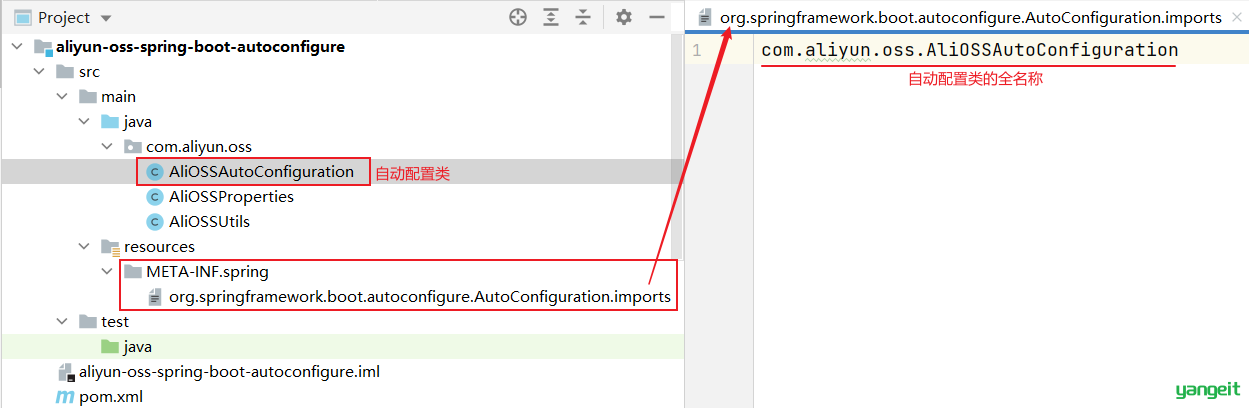 Project
aliyun-oss-spring-boot-autoconfigure
src
main
java
com.aliyun.oss
AliOSSAutoConfiguration 自动配置类
AliOSSProperties
AliOSSUtils
resources
META-INF.spring
org.springframework.boot.autoconfigure.AutoConfiguration.imports
test
java
aliyun-oss-spring-boot-autoconfigure.iml
pom.xml
org.springframework.boot.autoconfigure.AutoConfiguration.imports
1 com.aliyun.oss.AliOSSAutoConfiguration
自动配置类的全名称
yangeit